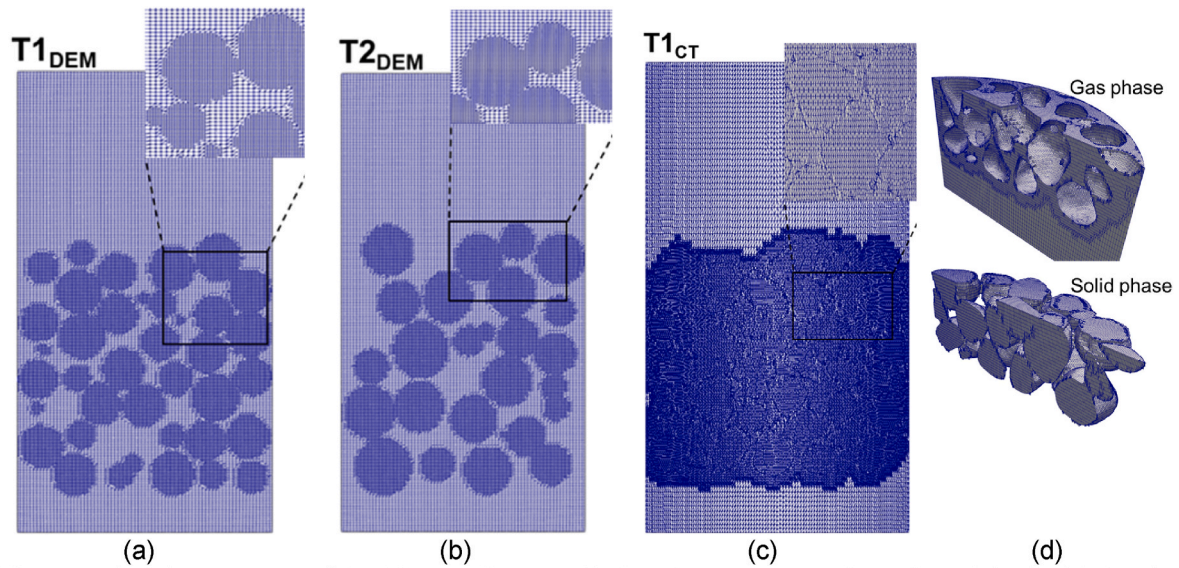 T1DEM
T2DEM
T1CT
Gas phase
Solid phase
(a)
(b)
(c)
(d)